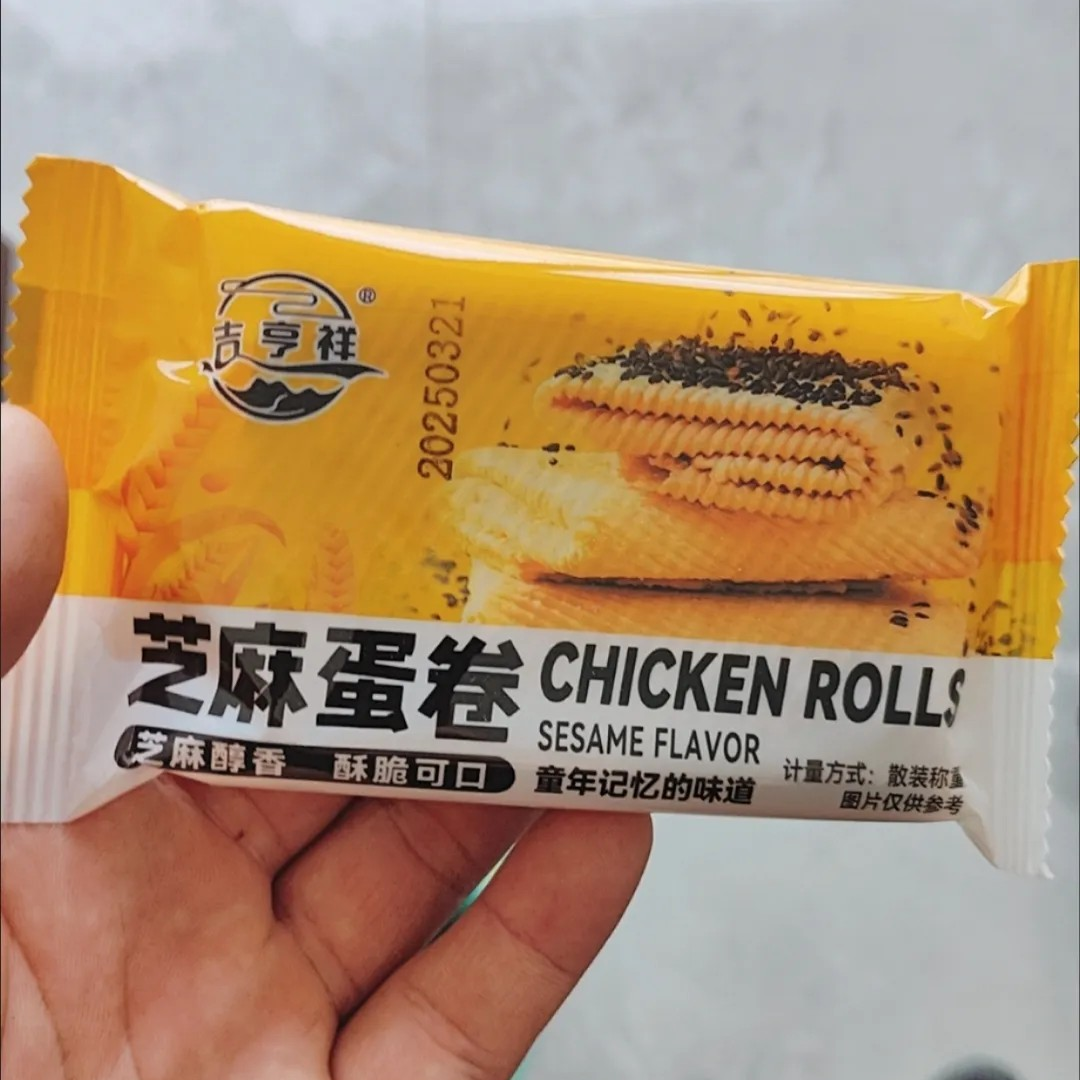 吉亨祥®
20250321
芝麻蛋卷
CHICKEN ROLLS
SESAME FLAVOR
芝麻醇香 酥脆可口
童年记忆的味道
计量方式：散装称重
图片仅供参考